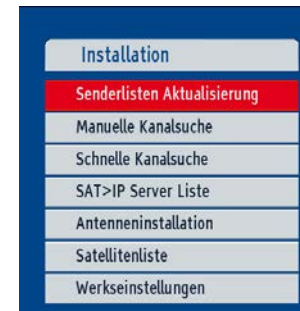 Installation
Senderlisten Aktualisierung
Manuelle Kanalsuche
Schnelle Kanalsuche
SAT>IP Server Liste
Antenneninstallation
Satellitenliste
Werkseinstellungen